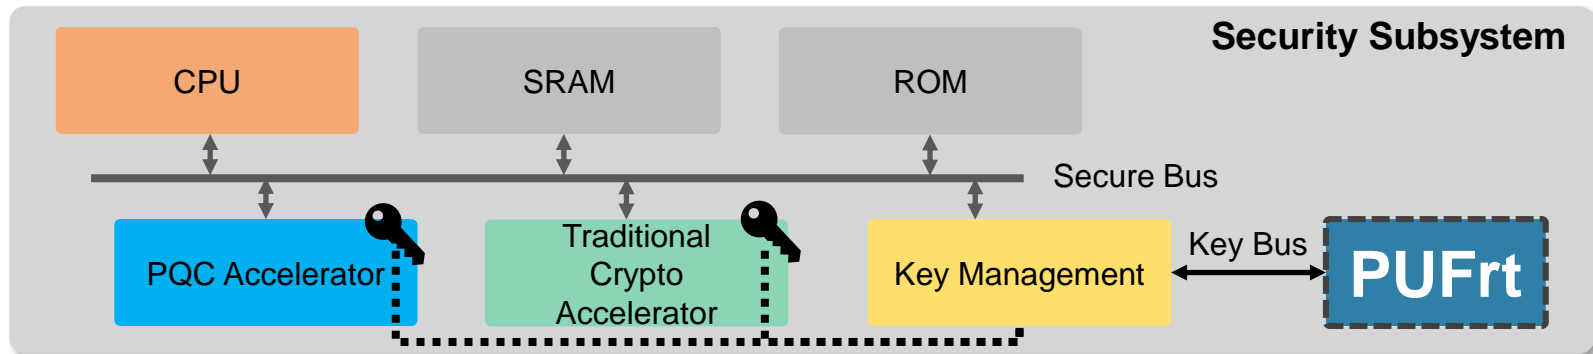 Security Subsystem
CPU
SRAM
ROM
Secure Bus
PQC Accelerator
Traditional
Crypto
Accelerator
Key Management
Key Bus
PUFrt